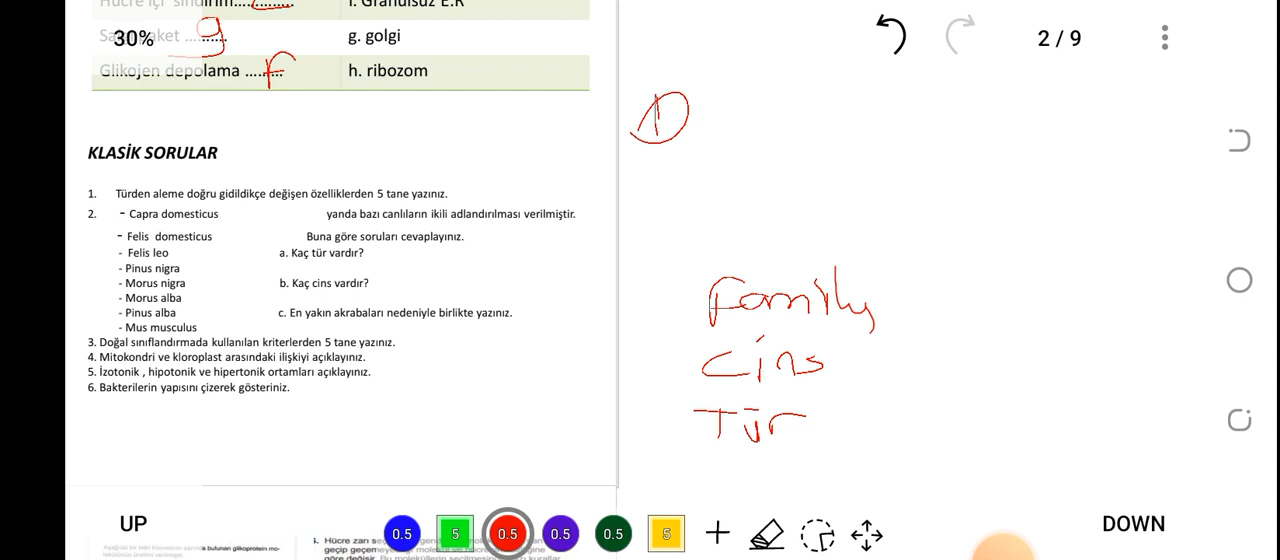 Hücre içi sindirim............... f. Granülsüz E.R
30%
g
g. golgi
Glikojen depolama ......... f h. ribozom
2 / 9
1
KLASİK SORULAR
1. Türden aleme doğru gidildikçe değişen özelliklerden 5 tane yazınız.
2. - Capra domesticus yanda bazı canlıların ikili adlandırılması verilmiştir.
- Felis domesticus Buna göre soruları cevaplayınız.
- Felis leo a. Kaç tür vardır?
- Pinus nigra
- Morus nigra b. Kaç cins vardır?
- Morus alba
- Pinus alba c. En yakın akrabaları nedeniyle birlikte yazınız.
- Mus musculus
3. Doğal sınıflandırmada kullanılan kriterlerden 5 tane yazınız.
4. Mitokondri ve kloroplast arasındaki ilişkiyi açıklayınız.
5. İzotonik , hipotonik ve hipertonik ortamları açıklayınız.
6. Bakterilerin yapısını çizerek gösteriniz.
Family
Cins
Tür
UP
0.5 5 0.5 0.5 0.5 5
DOWN